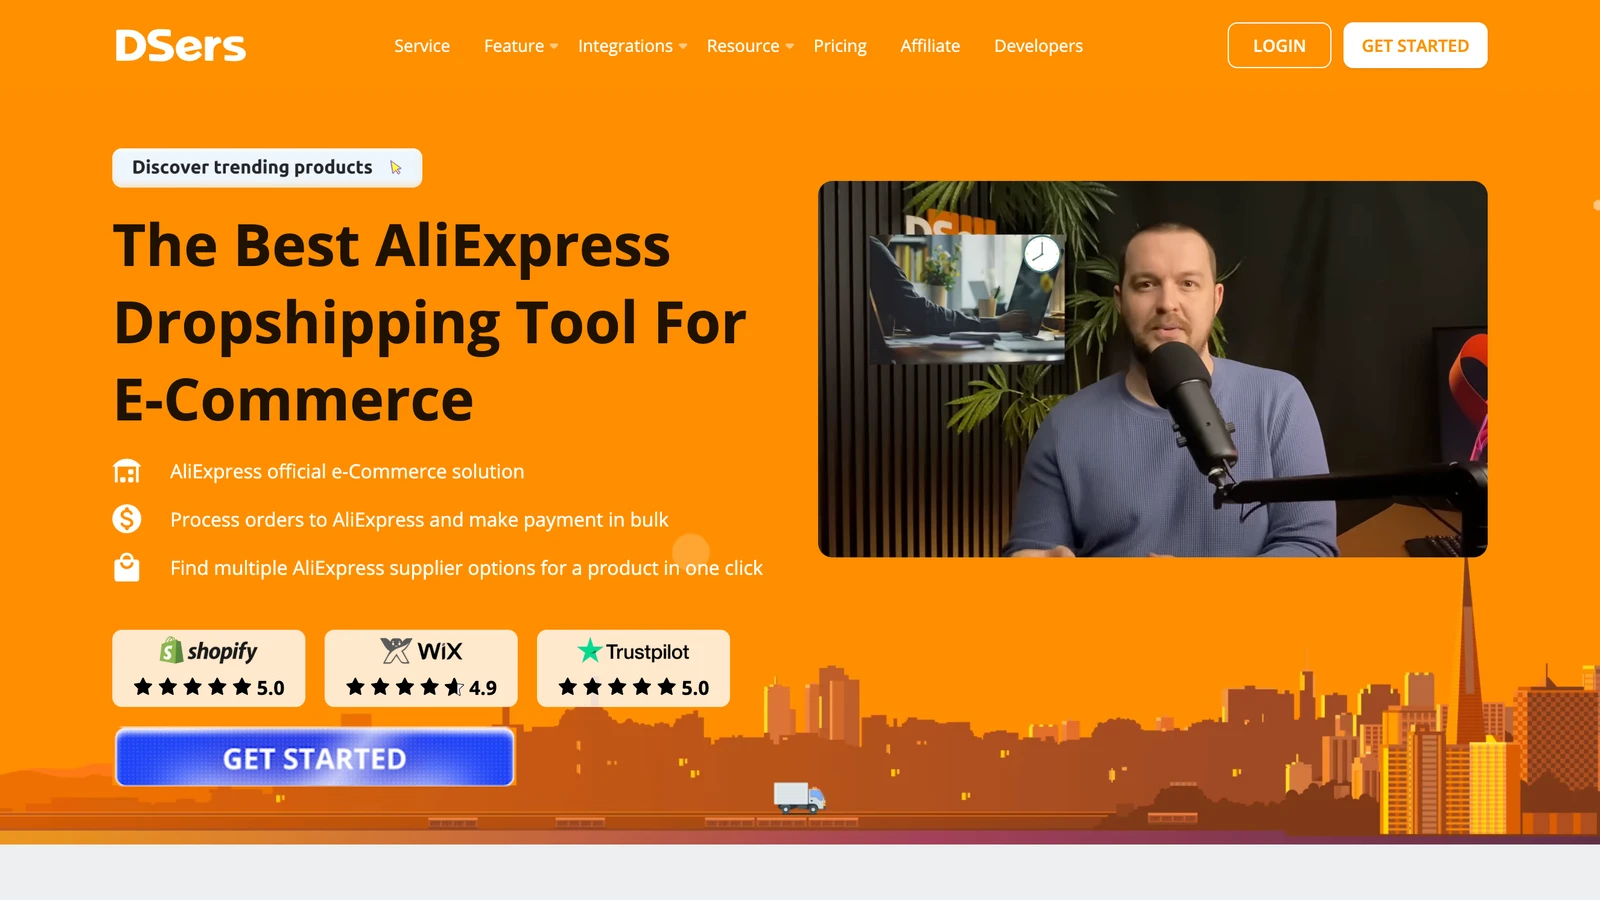 DSers
Service
Feature
Integrations
Resource
Pricing
Affiliate
Developers
LOGIN
GET STARTED
Discover trending products
The Best AliExpress
Dropshipping Tool For
E-Commerce
AliExpress official e-Commerce solution
Process orders to AliExpress and make payment in bulk
Find multiple AliExpress supplier options for a product in one click
shopify
5.0
WiX
4.9
Trustpilot
5.0
GET STARTED